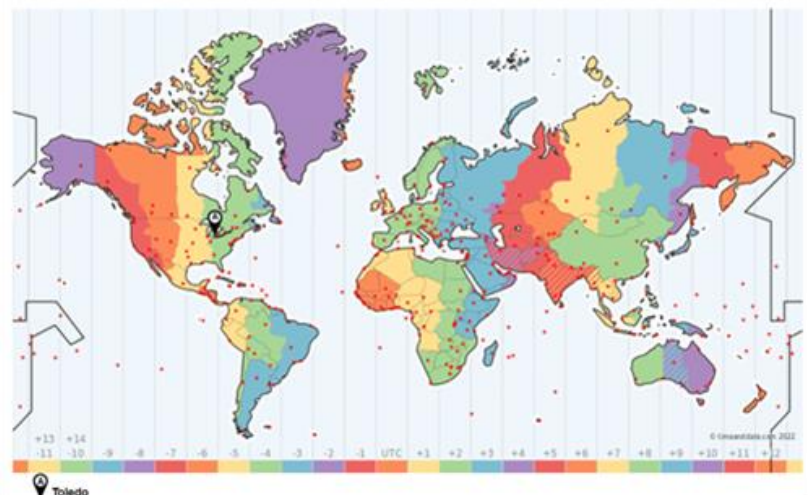 A
+13 +14
-11 -10 -9 -8 -7 -6 -5 -4 -3 -2 -1 UTC +1 +2 +3 +4 +5 +6 +7 +8 +9 +10 +11 +12
© timeanddate.com 2022
A Toledo